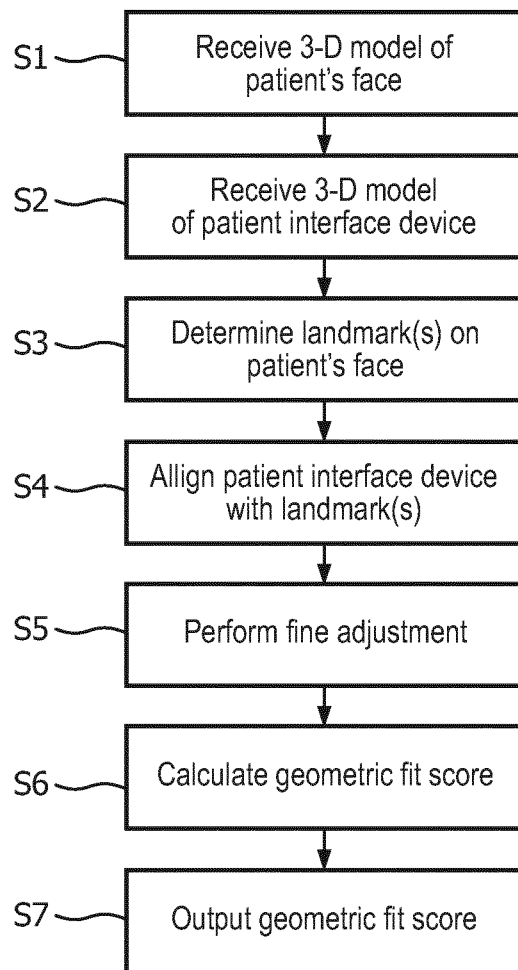 S1
Receive 3-D model of
patient's face
S2
Receive 3-D model
of patient interface device
S3
Determine landmark(s) on
patient's face
S4
Allign patient interface device
with landmark(s)
S5
Perform fine adjustment
S6
Calculate geometric fit score
S7
Output geometric fit score